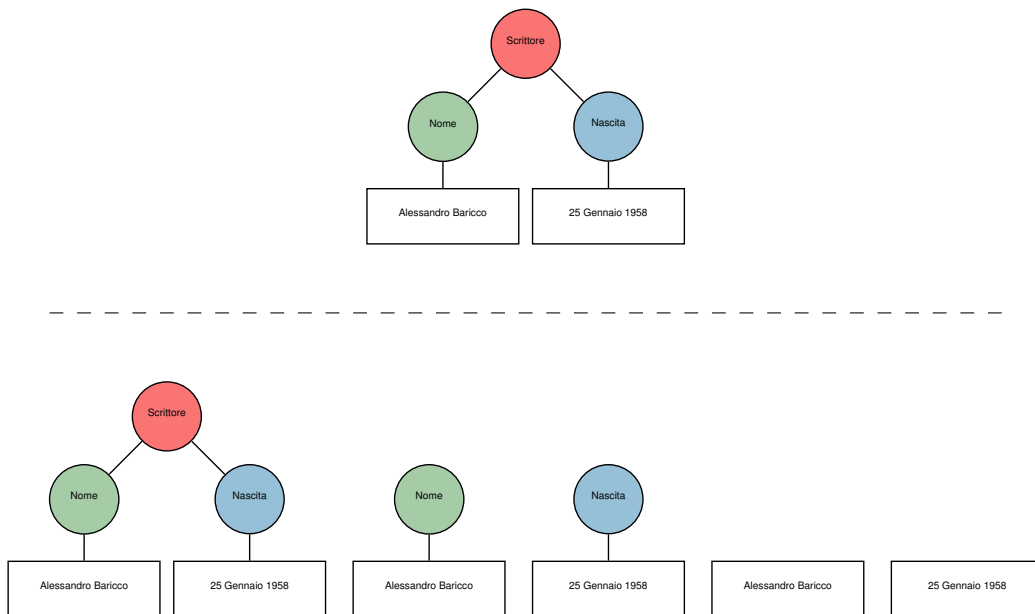 Scrittore
Nome
Nascita
Alessandro Baricco
25 Gennaio 1958
Scrittore
Nome
Nascita
Nome
Nascita
Alessandro Baricco
25 Gennaio 1958
Alessandro Baricco
25 Gennaio 1958
Alessandro Baricco
25 Gennaio 1958